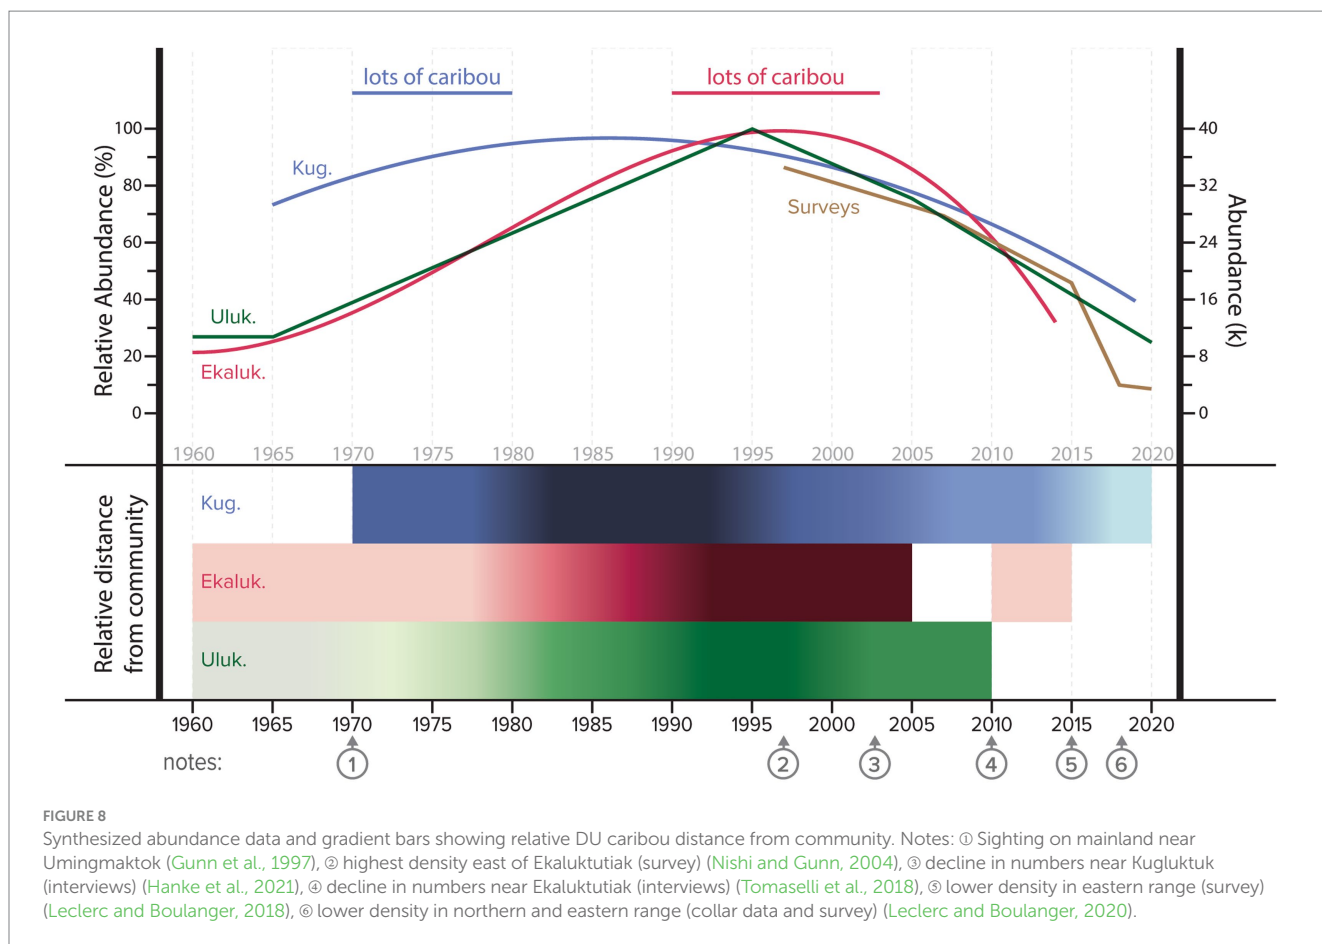 lots of caribou
lots of caribou
Relative Abundance (%)
100
80
60
40
20
0
Kug.
Uluk.
Ekaluk.
Surveys
40
32
24
16
8
0
Abundance (k)
1960 1965 1970 1975 1980 1985 1990 1995 2000 2005 2010 2015 2020
Relative distance
from community
Kug.
Ekaluk.
Uluk.
1960 1965 1970 1975 1980 1985 1990 1995 2000 2005 2010 2015 2020
notes: 1 2 3 4 5 6
FIGURE 8
Synthesized abundance data and gradient bars showing relative DU caribou distance from community. Notes: ① Sighting on mainland near
Umingmaktok (Gunn et al., 1997), ② highest density east of Ekaluktutiak (survey) (Nishi and Gunn, 2004), ③ decline in numbers near Kugluktuk
(interviews) (Hanke et al., 2021), ④ decline in numbers near Ekaluktutiak (interviews) (Tomaselli et al., 2018), ⑤ lower density in eastern range (survey)
(Leclerc and Boulanger, 2018), ⑥ lower density in northern and eastern range (collar data and survey) (Leclerc and Boulanger, 2020).